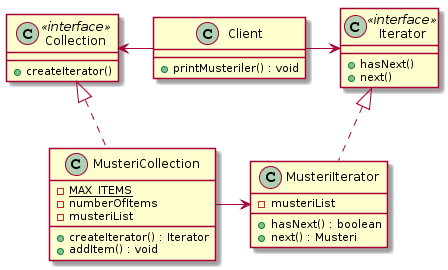 «interface»
Collection
createIterator()
Client
printMusteriler() : void
«interface»
Iterator
hasNext()
next()
MusteriCollection
MAX_ITEMS
numberOfItems
musteriList
createIterator() : Iterator
addItem() : void
MusteriIterator
musteriList
hasNext() : boolean
next() : Musteri